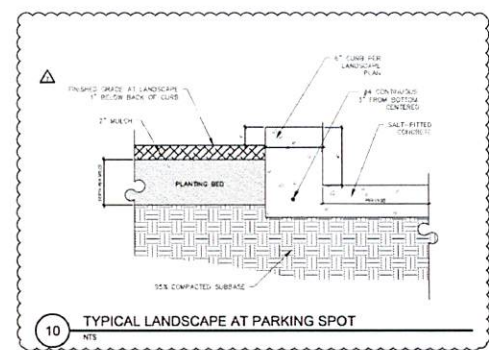 6" CURB PER
LANDSCAPE
PLAN
FINISHED GRADE AT LANDSCAPE
1" BELOW BACK OF CURB
#4 CONTINUOUS
3" FROM BOTTOM
CENTERED
2" MULCH
SALT-PITTED
CONCRETE
PLANTING BED
95% COMPACTED SUBBASE
10
TYPICAL LANDSCAPE AT PARKING SPOT
NTS